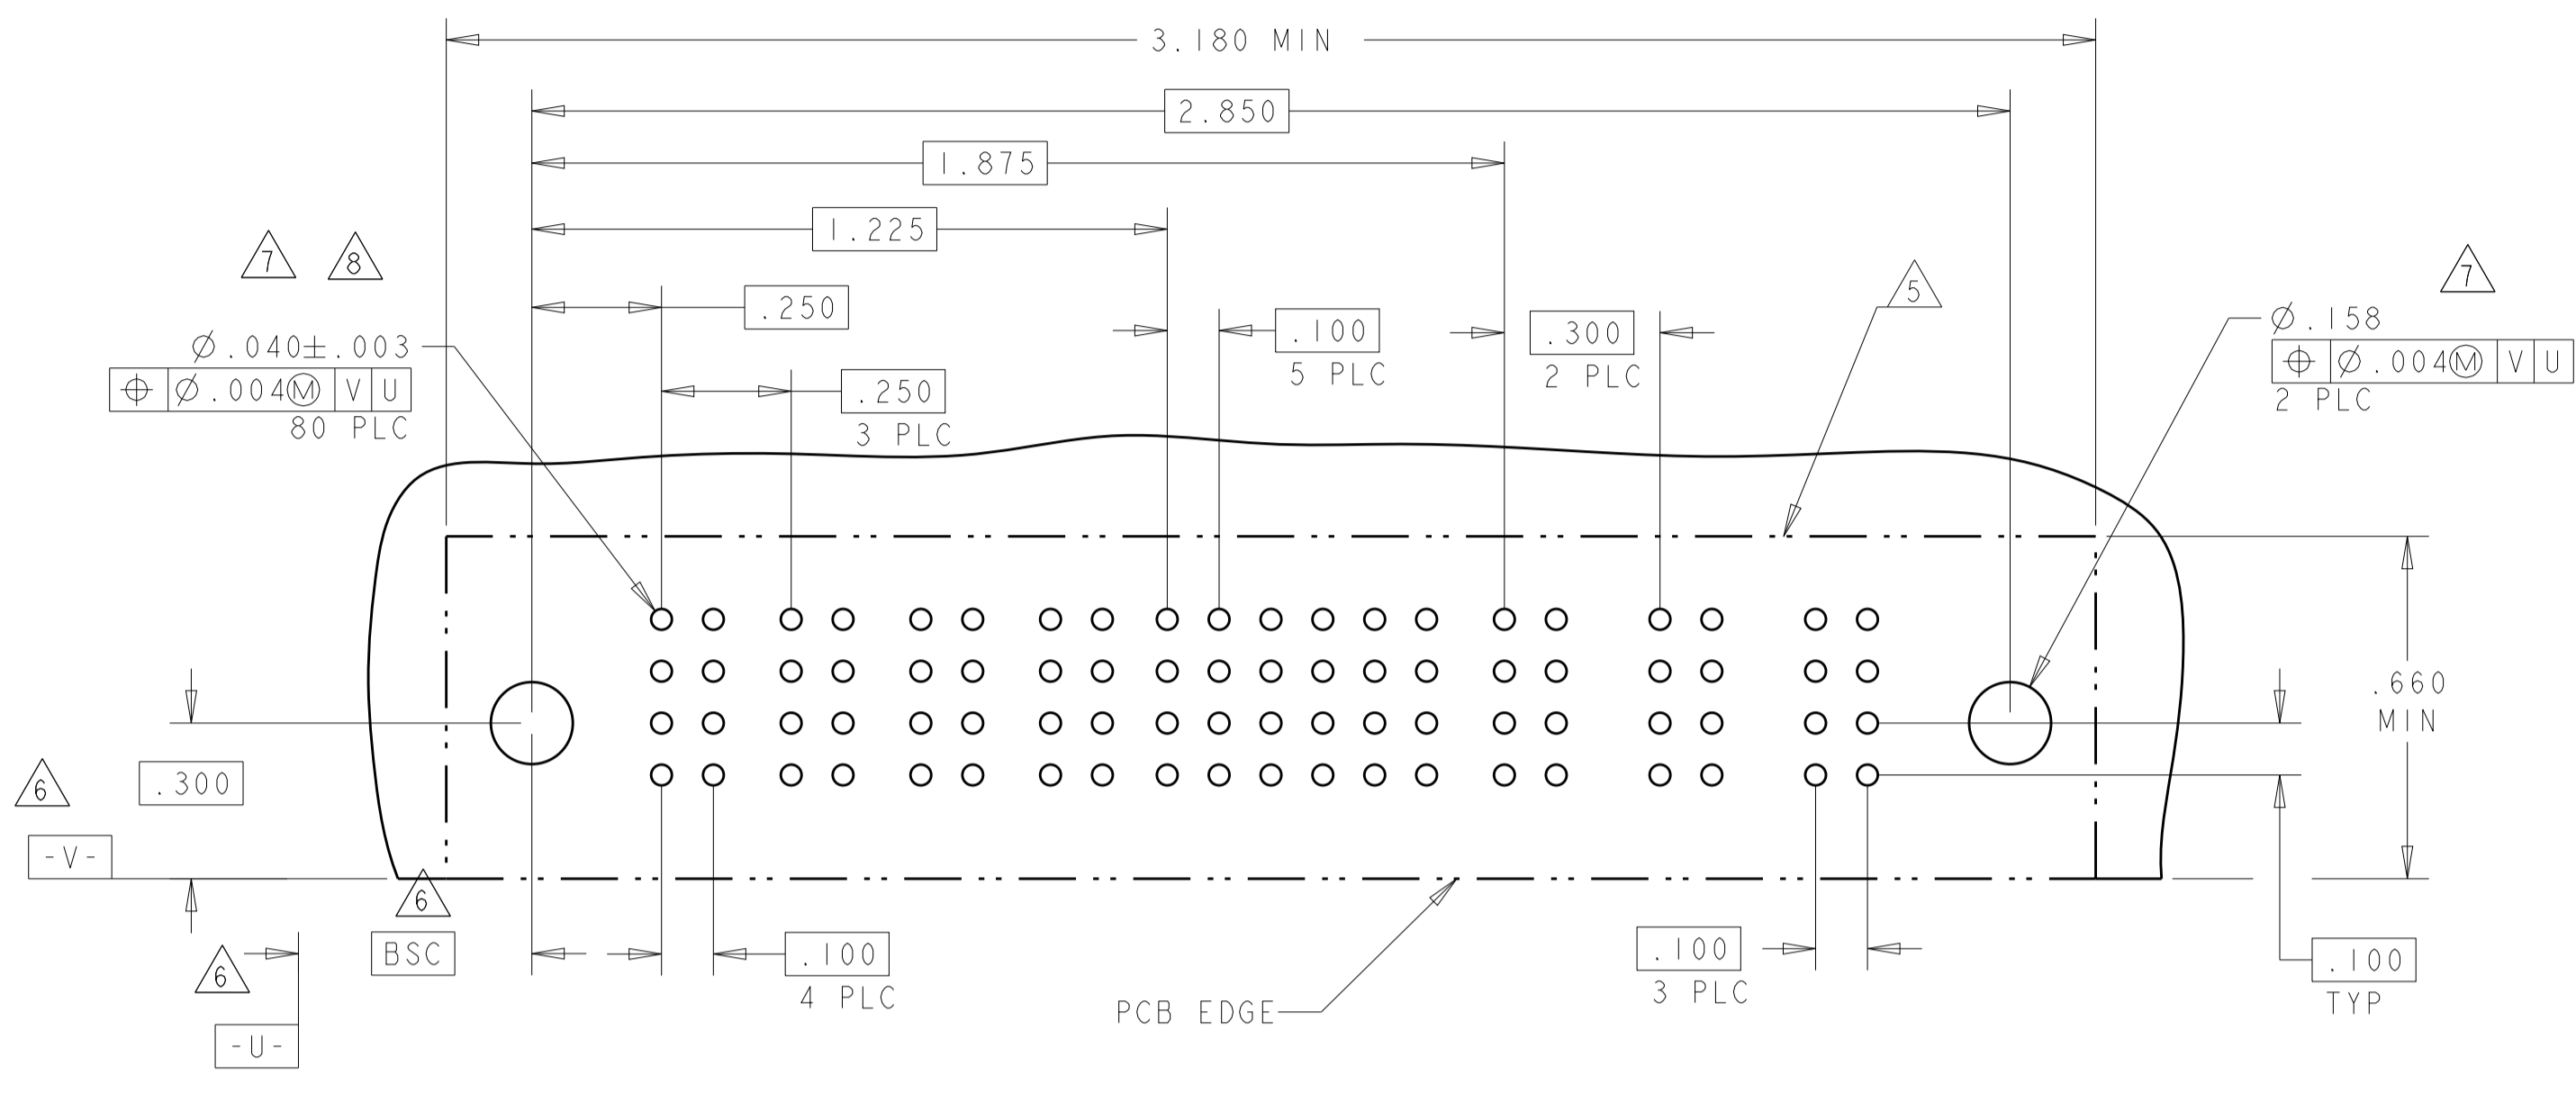 3.180 MIN
2.850
1.875
1.225
7 8
5
7
.250
.100
5 PLC
.300
2 PLC
Ø.158
⌖ Ø.004Ⓜ V U
2 PLC
Ø.040±.003
⌖ Ø.004Ⓜ V U
80 PLC
.250
3 PLC
.660
MIN
6
.300
-V-
6
BSC
6
-U-
.100
4 PLC
PCB EDGE
.100
3 PLC
.100
TYP